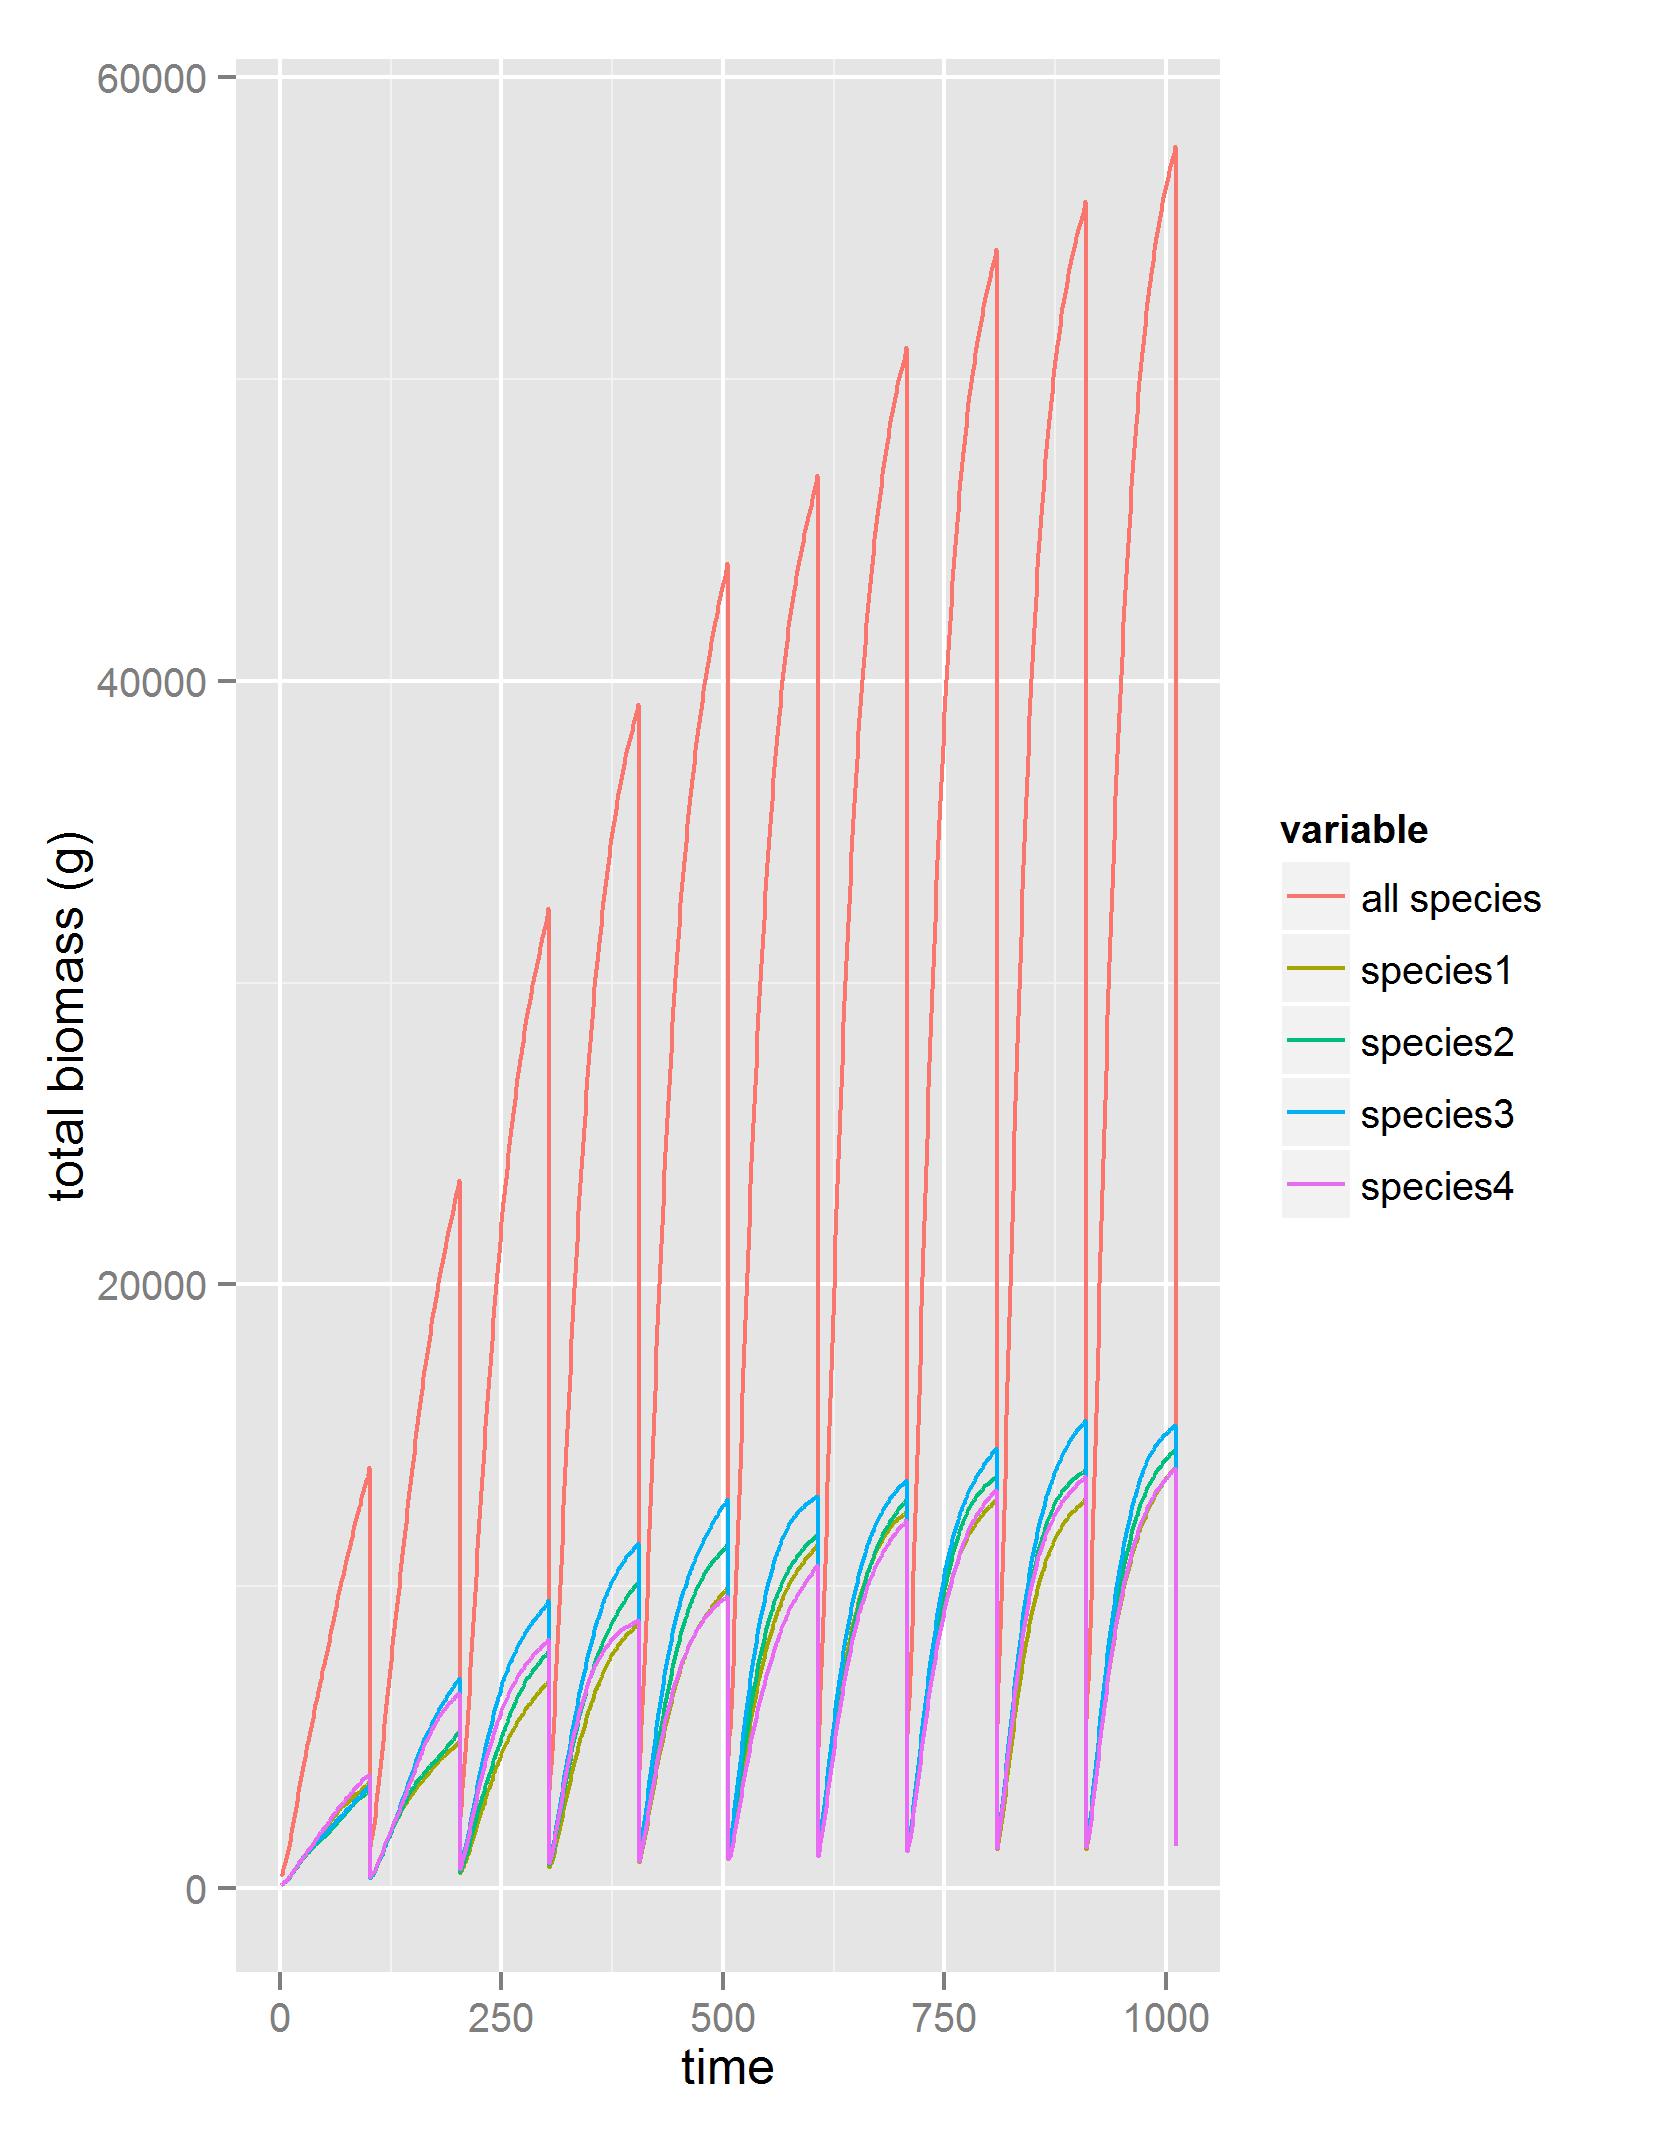 60000
40000
20000
0
total biomass (g)
0 250 500 750 1000
time
variable
all species
species1
species2
species3
species4